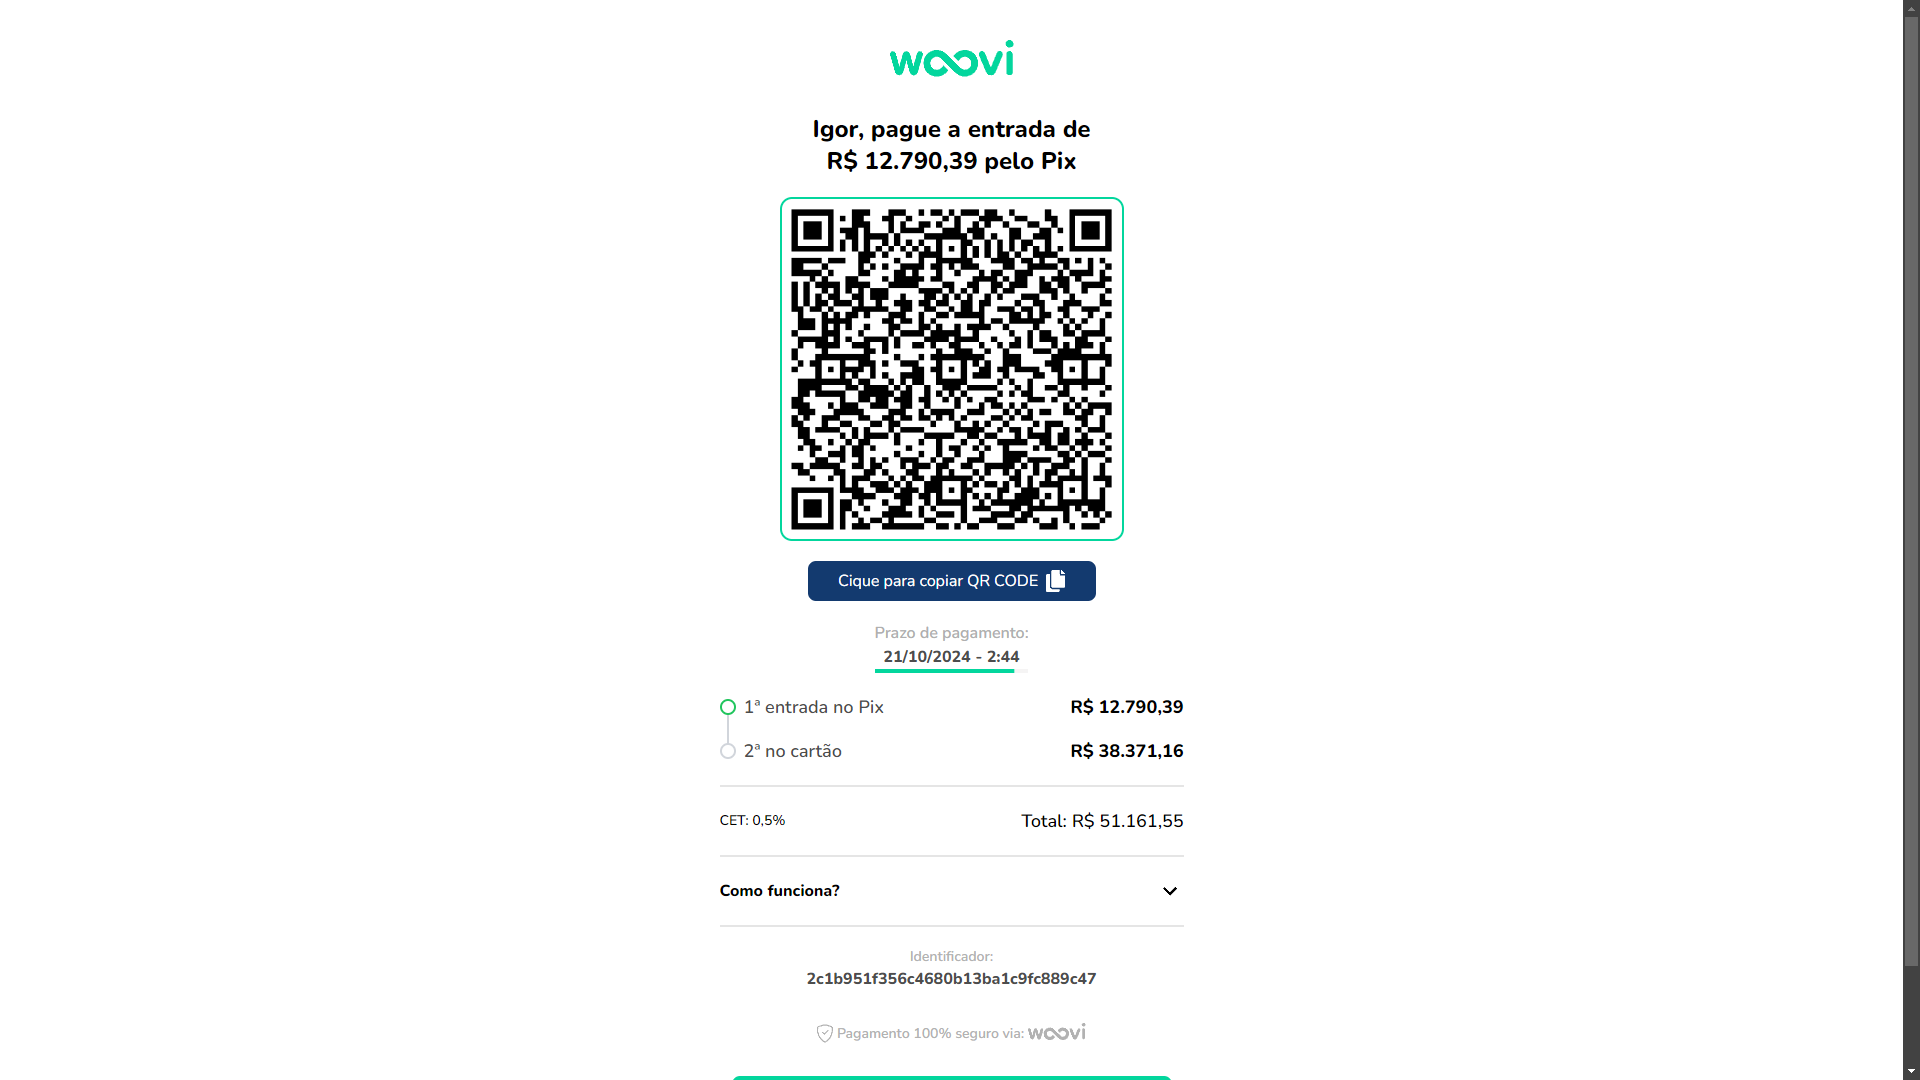 woovi
Igor, pague a entrada de
R$ 12.790,39 pelo Pix
Cique para copiar QR CODE
Prazo de pagamento:
21/10/2024 - 2:44
1ª entrada no Pix R$ 12.790,39
2ª no cartão R$ 38.371,16
CET: 0,5% Total: R$ 51.161,55
Como funciona?
Identificador:
2c1b951f356c4680b13ba1c9fc889c47
Pagamento 100% seguro via: woovi